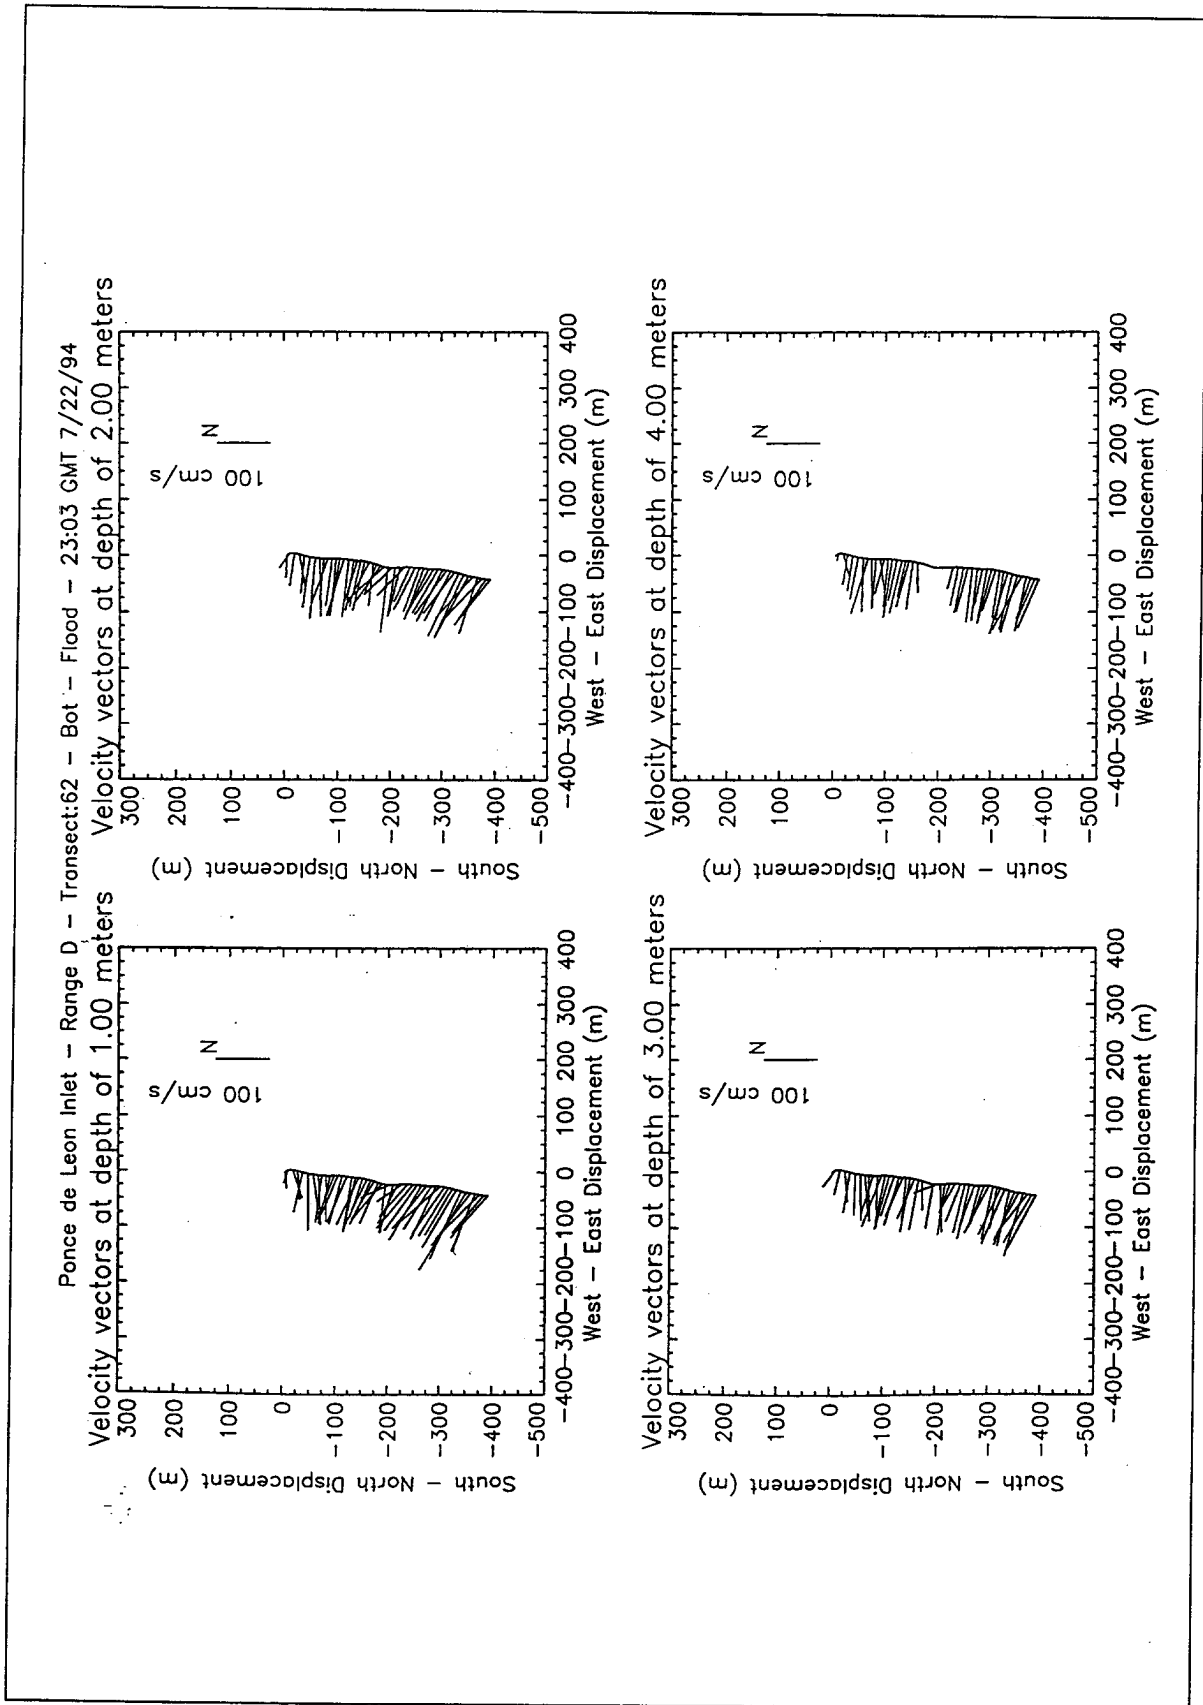 Ponce de Leon Inlet – Range D – Transect:62 – Bot – Flood – 23:03 GMT 7/22/94
Velocity vectors at depth of 1.00 meters
300
200
100
0
-100
-200
-300
-400
-500
South – North Displacement (m)
100 cm/s
N
-400-300-200-100 0 100 200 300 400
West – East Displacement (m)
Velocity vectors at depth of 2.00 meters
300
200
100
0
-100
-200
-300
-400
-500
South – North Displacement (m)
100 cm/s
N
-400-300-200-100 0 100 200 300 400
West – East Displacement (m)
Velocity vectors at depth of 3.00 meters
300
200
100
0
-100
-200
-300
-400
-500
South – North Displacement (m)
100 cm/s
N
-400-300-200-100 0 100 200 300 400
West – East Displacement (m)
Velocity vectors at depth of 4.00 meters
300
200
100
0
-100
-200
-300
-400
-500
South – North Displacement (m)
100 cm/s
N
-400-300-200-100 0 100 200 300 400
West – East Displacement (m)